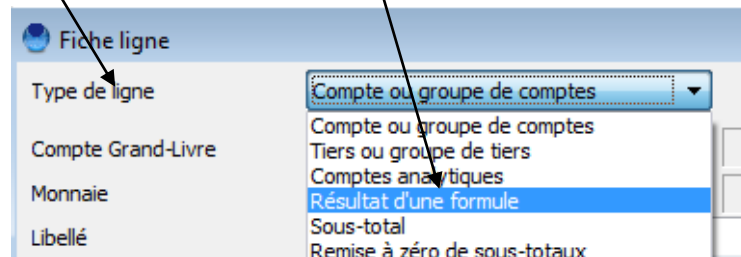 Fiche ligne
Type de ligne Compte ou groupe de comptes
Compte ou groupe de comptes
Compte Grand-Livre Tiers ou groupe de tiers
Comptes analytiques
Monnaie Résultat d'une formule
Libellé Sous-total
Remise à zéro de sous-totaux